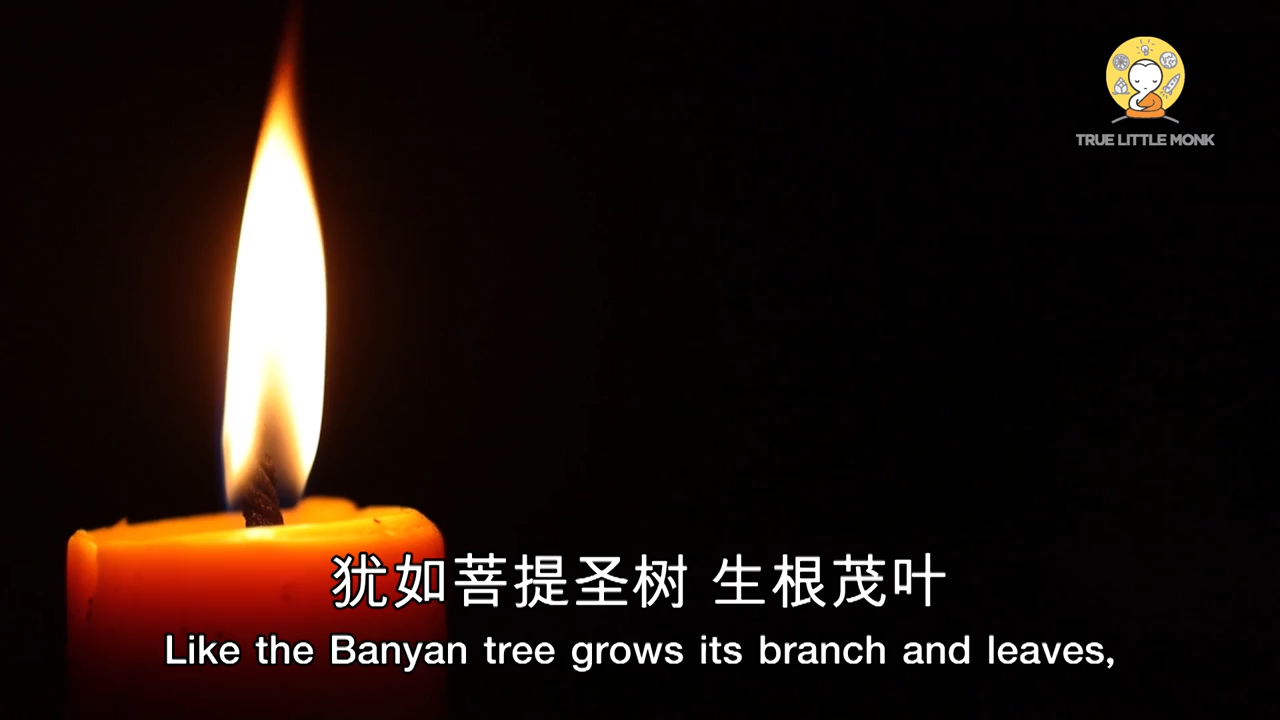 TRUE LITTLE MONK
犹如菩提圣树 生根茂叶
Like the Banyan tree grows its branch and leaves,